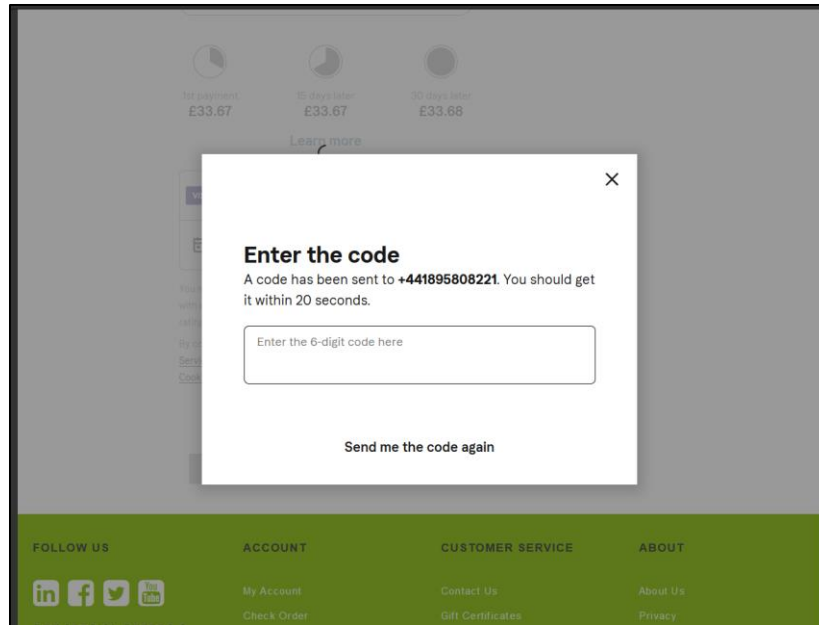 1st payment 15 days later 30 days later
£33.67 £33.67 £33.68
Learn more
Enter the code
A code has been sent to +441895808221. You should get
it within 20 seconds.
Enter the 6-digit code here
Send me the code again
FOLLOW US ACCOUNT CUSTOMER SERVICE ABOUT
You Tube
My Account Contact Us About Us
Check Order Gift Certificates Privacy